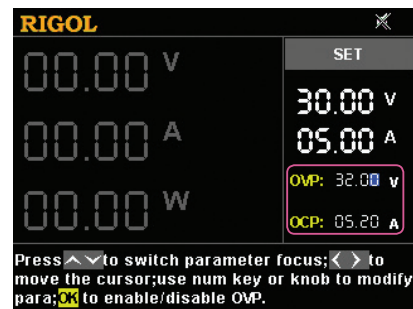 RIGOL
SET
00.00 V
30.00 V
00.00 A
05.00 A
OVP: 32.00 V
00.00 W
OCP: 05.20 A
Press to switch parameter focus; to
move the cursor;use num key or knob to modify
para;OK to enable/disable OVP.